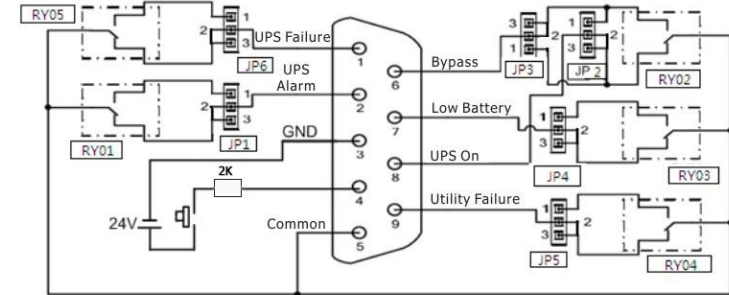 RY05
1
2
3
UPS Failure
JP6
UPS
Alarm
1
2
3
RY01
JP1
GND
2K
24V
Common
1
2
3
4
5
6
7
8
9
Bypass
Low Battery
UPS On
Utility Failure
3
2
1
JP3
1
2
3
JP 2
RY02
1
2
3
JP4
RY03
1
2
3
JP5
RY04